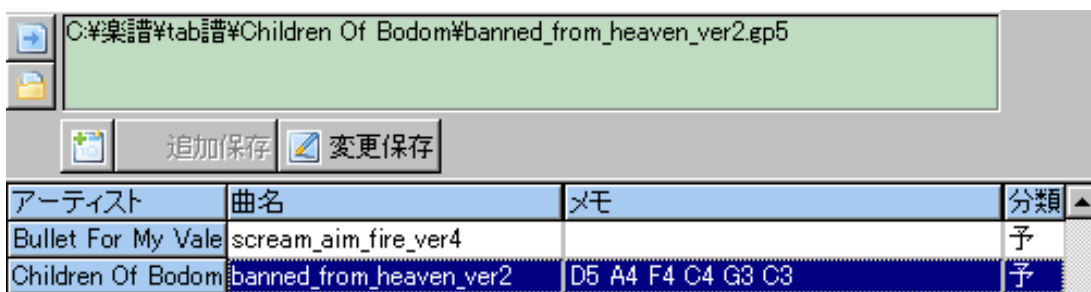 C:¥楽譜¥tab譜¥Children Of Bodom¥banned_from_heaven_ver2.gp5
追加保存 変更保存
アーティスト 曲名 メモ 分類
Bullet For My Vale scream_aim_fire_ver4 予
Children Of Bodom banned_from_heaven_ver2 D5 A4 F4 C4 G3 C3 予